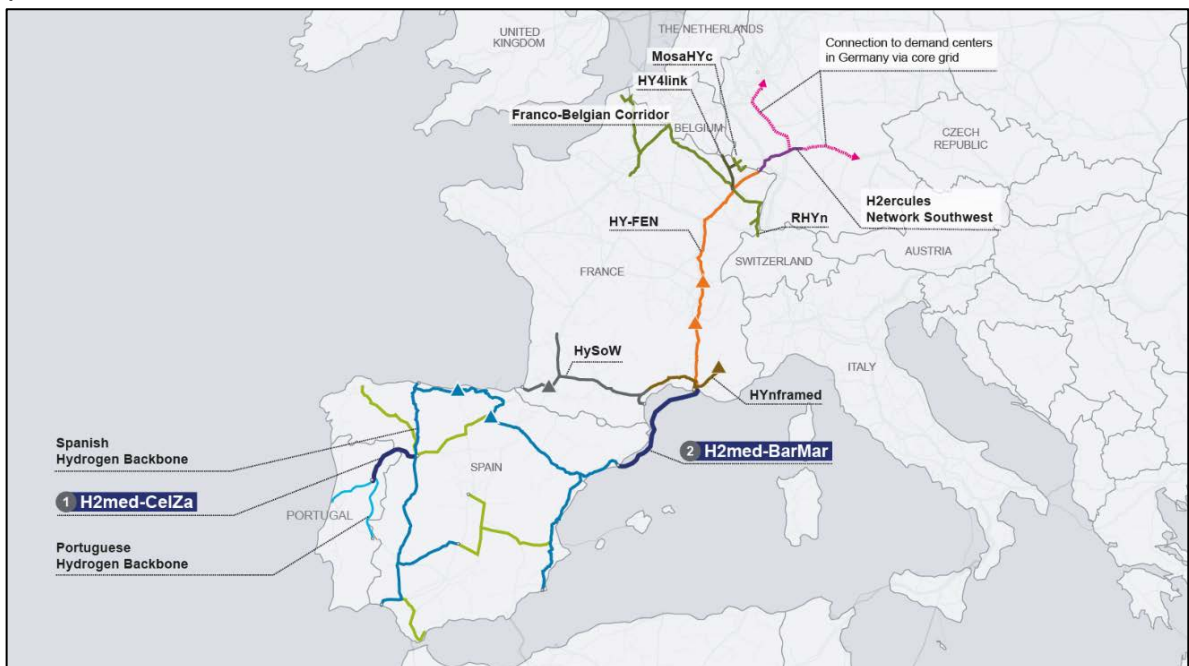 UNITED
KINGDOM
THE NETHERLANDS
Connection to demand centers
in Germany via core grid
MosaHYc
HY4link
Franco-Belgian Corridor
BELGIUM
CZECH
REPUBLIC
H2ercules
Network Southwest
HY-FEN
RHYn
AUSTRIA
SWITZERLAND
FRANCE
HySoW
ITALY
HYnframed
Spanish
Hydrogen Backbone
SPAIN
2 H2med-BarMar
1 H2med-CelZa
PORTUGAL
Portuguese
Hydrogen Backbone